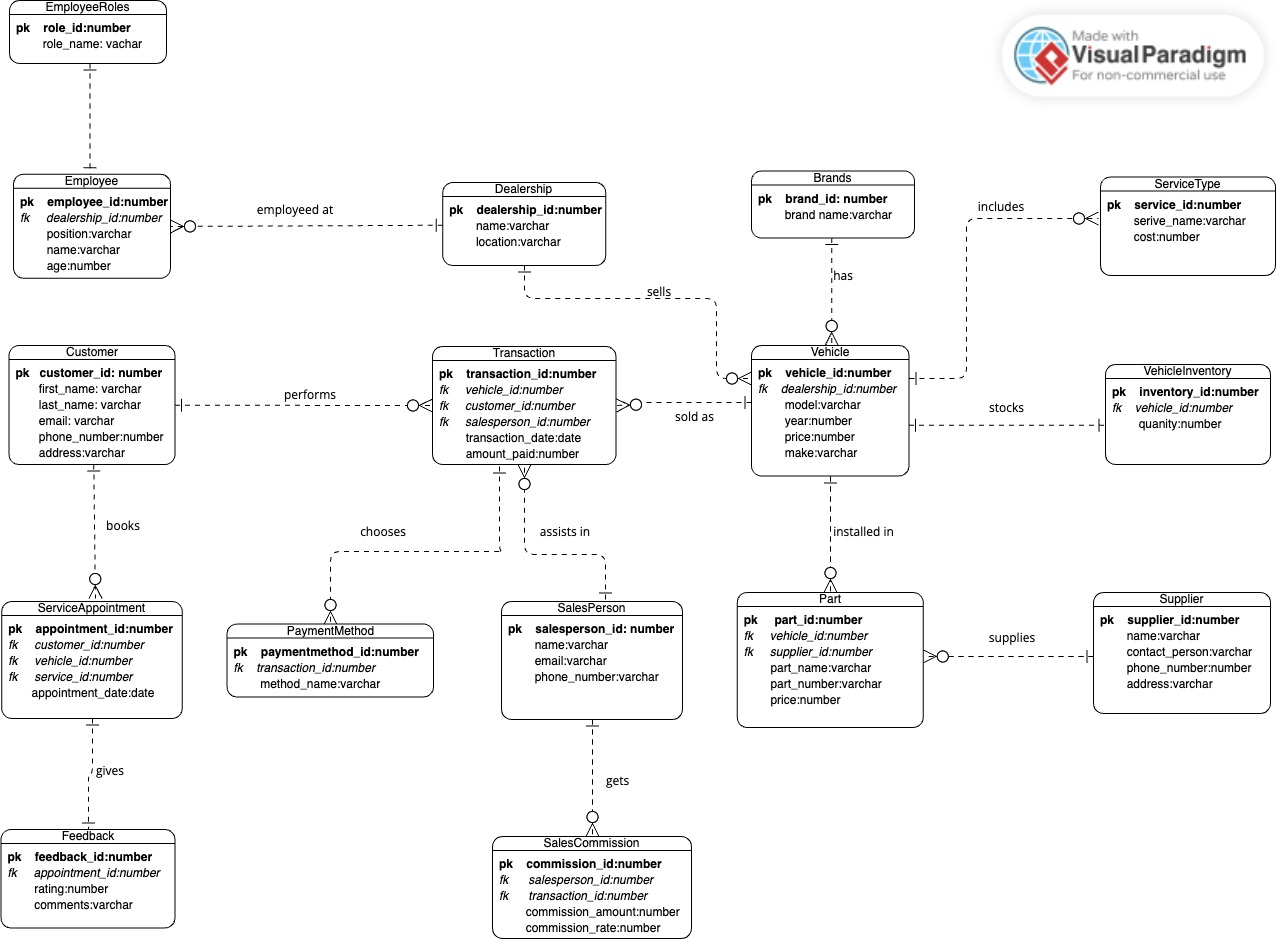 EmployeeRoles
pk role_id:number
role_name: vachar
Made with
Visual Paradigm
For non-commercial use
Employee
pk employee_id:number
fk dealership_id:number
position:varchar
name:varchar
age:number
employeed at
Dealership
pk dealership_id:number
name:varchar
location:varchar
Brands
pk brand_id: number
brand name:varchar
includes
ServiceType
pk service_id:number
serive_name:varchar
cost:number
sells
has
Customer
pk customer_id: number
first_name: varchar
last_name: varchar
email: varchar
phone_number:number
address:varchar
performs
Transaction
pk transaction_id:number
fk vehicle_id:number
fk customer_id:number
fk salesperson_id:number
transaction_date:date
amount_paid:number
sold as
Vehicle
pk vehicle_id:number
fk dealership_id:number
model:varchar
year:number
price:number
make:varchar
stocks
VehicleInventory
pk inventory_id:number
fk vehicle_id:number
quanity:number
books
chooses
assists in
installed in
ServiceAppointment
pk appointment_id:number
fk customer_id:number
fk vehicle_id:number
fk service_id:number
appointment_date:date
PaymentMethod
pk paymentmethod_id:number
fk transaction_id:number
method_name:varchar
SalesPerson
pk salesperson_id: number
name:varchar
email:varchar
phone_number:varchar
Part
pk part_id:number
fk vehicle_id:number
fk supplier_id:number
part_name:varchar
part_number:varchar
price:number
supplies
Supplier
pk supplier_id:number
name:varchar
contact_person:varchar
phone_number:number
address:varchar
gives
gets
Feedback
pk feedback_id:number
fk appointment_id:number
rating:number
comments:varchar
SalesCommission
pk commission_id:number
fk salesperson_id:number
fk transaction_id:number
commission_amount:number
commission_rate:number